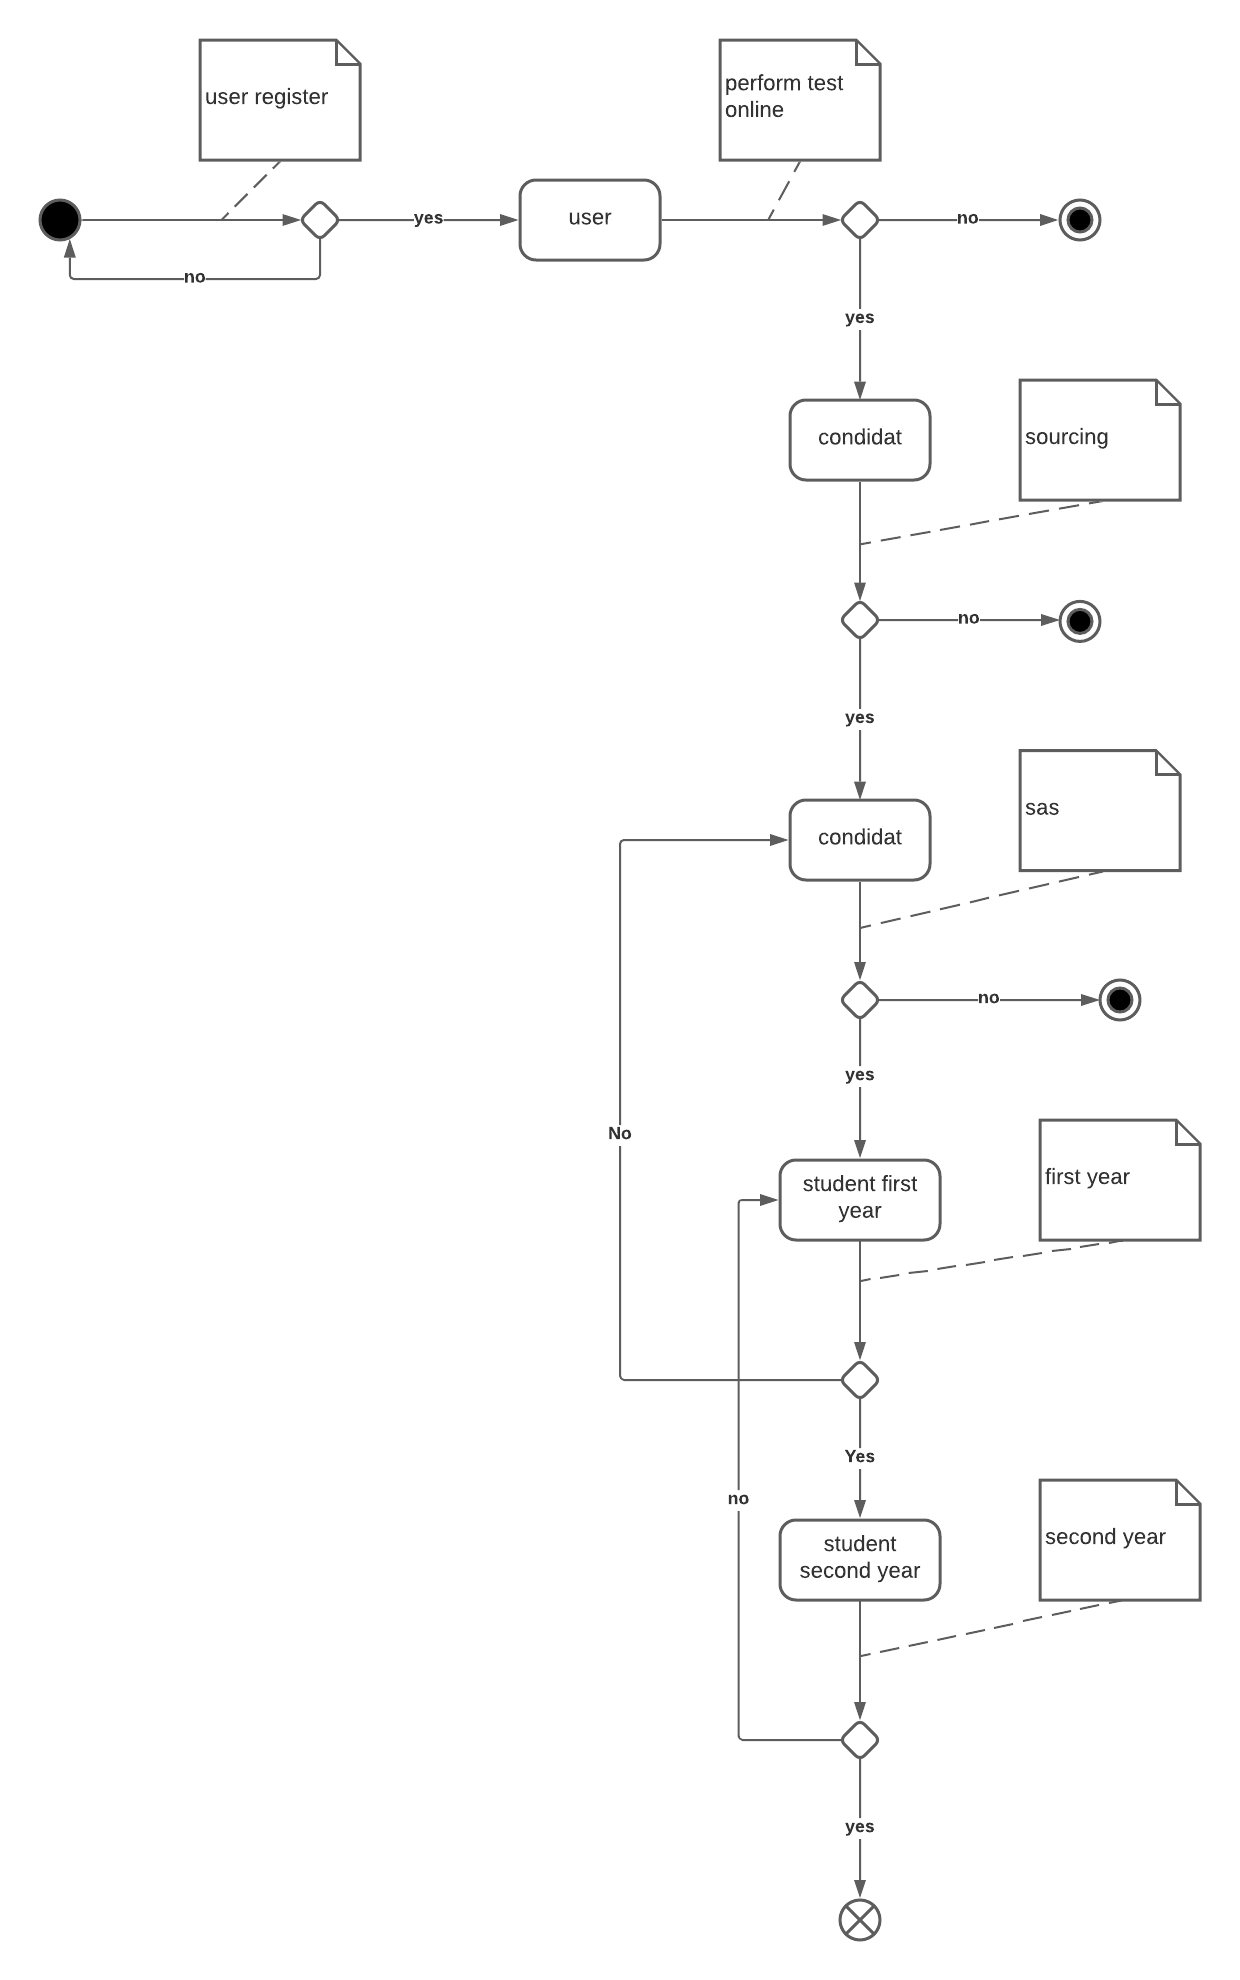 user register
perform test
online
yes
user
no
no
yes
condidat
sourcing
no
yes
condidat
sas
no
yes
No
student first
year
first year
Yes
no
student
second year
second year
yes